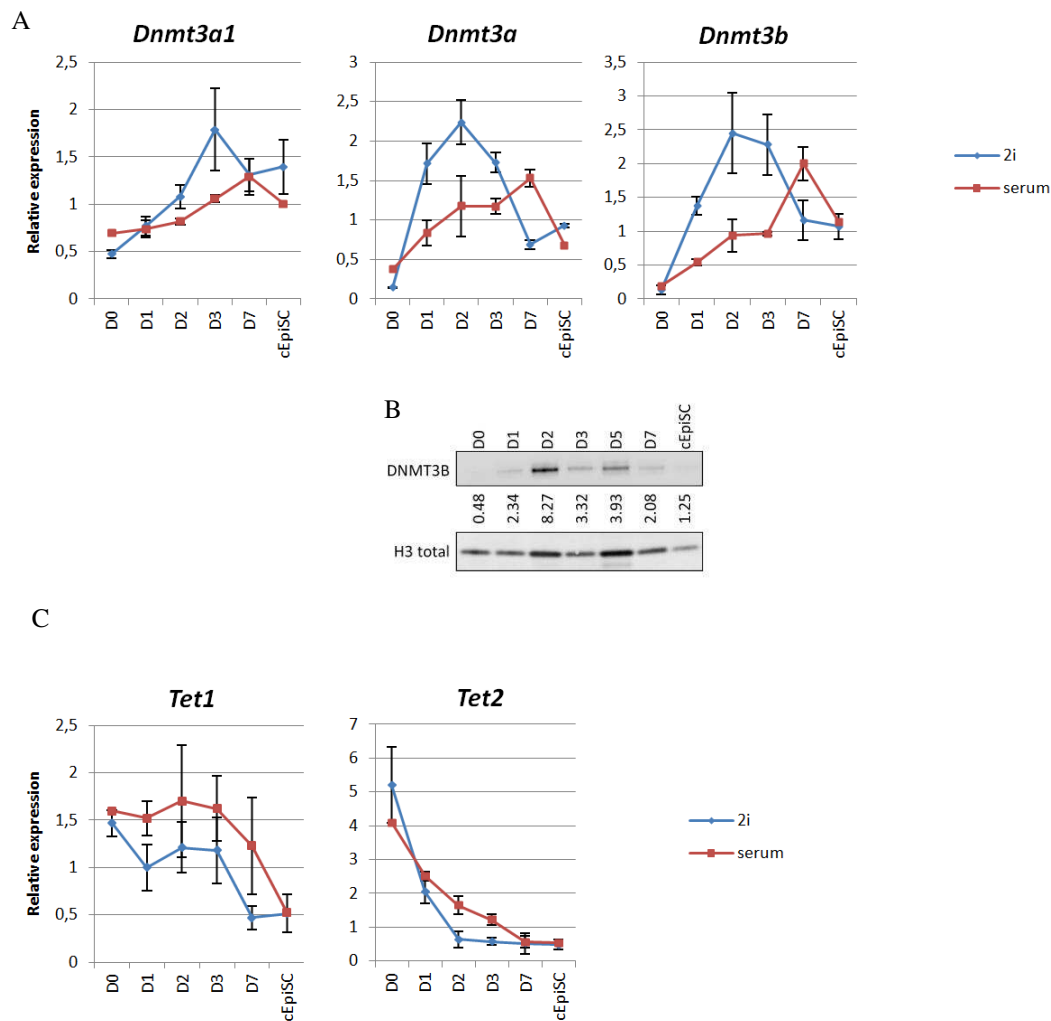 A
Dnmt3a1
Dnmt3a
Dnmt3b
Relative expression
2,5
2
1,5
1
0,5
0
D0
D1
D2
D3
D7
cEpiSC
3
2,5
2
1,5
1
0,5
0
D0
D1
D2
D3
D7
cEpiSC
3,5
3
2,5
2
1,5
1
0,5
0
D0
D1
D2
D3
D7
cEpiSC
2i
serum
B
D0 D1 D2 D3 D5 D7 cEpiSC
DNMT3B
0.48 2.34 8.27 3.32 3.93 2.08 1.25
H3 total
C
Tet1
Tet2
Relative expression
2,5
2
1,5
1
0,5
0
D0
D1
D2
D3
D7
cEpiSC
7
6
5
4
3
2
1
0
D0
D1
D2
D3
D7
cEpiSC
2i
serum